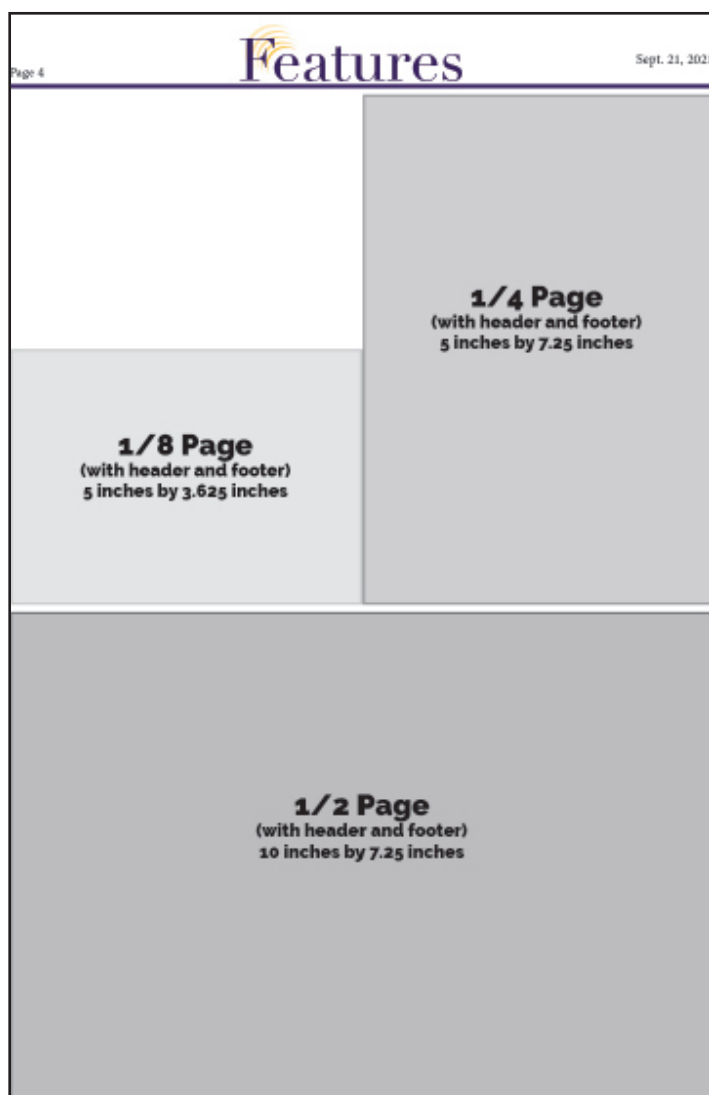 Page 4
Features
Sept. 21, 202
1/4 Page
(with header and footer)
5 inches by 7.25 inches
1/8 Page
(with header and footer)
5 inches by 3.625 inches
1/2 Page
(with header and footer)
10 inches by 7.25 inches